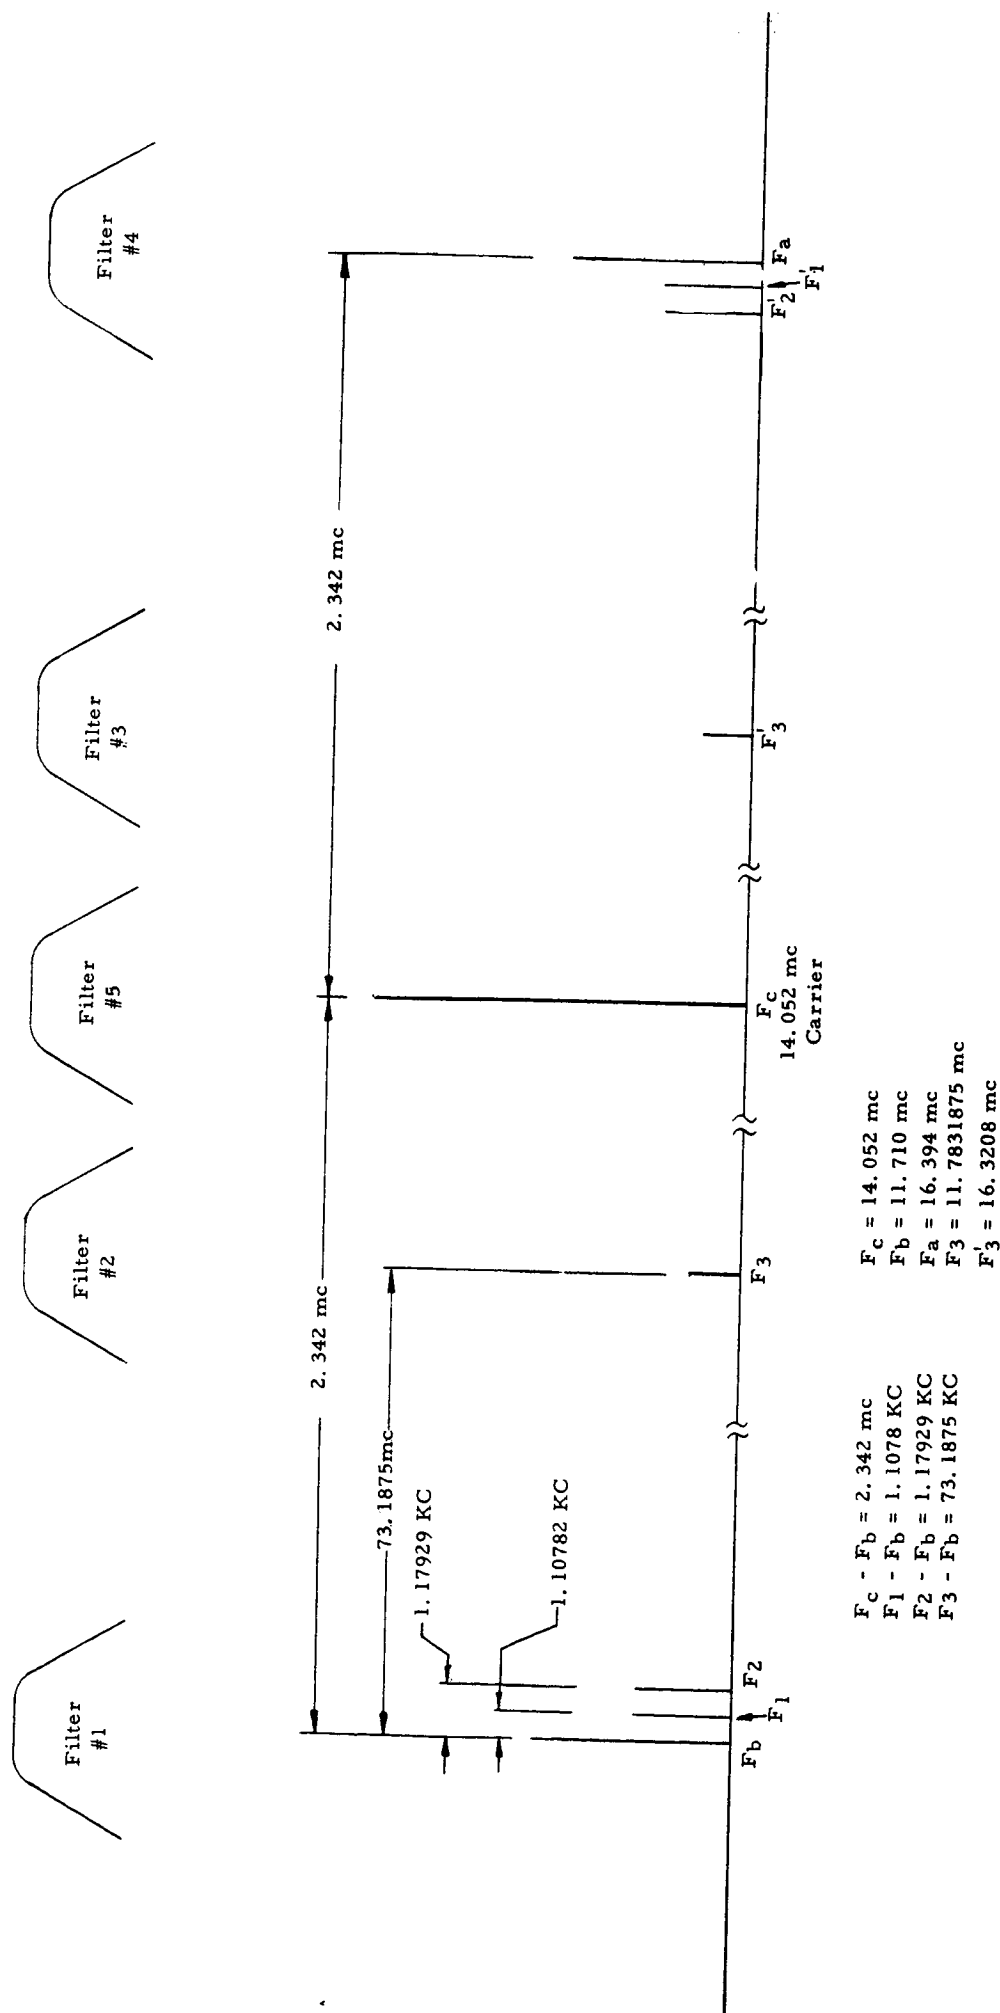 Filter
#1
Filter
#2
Filter
#5
Filter
#3
Filter
#4
2.342 mc
2.342 mc
73.1875mc
1.17929 KC
1.10782 KC
Fb
F1
F2
F3
Fc
14.052 mc
Carrier
F'3
F'2
F'1
Fa
Fc - Fb = 2.342 mc
F1 - Fb = 1.1078 KC
F2 - Fb = 1.17929 KC
F3 - Fb = 73.1875 KC
Fc = 14.052 mc
Fb = 11.710 mc
Fa = 16.394 mc
F3 = 11.7831875 mc
F'3 = 16.3208 mc